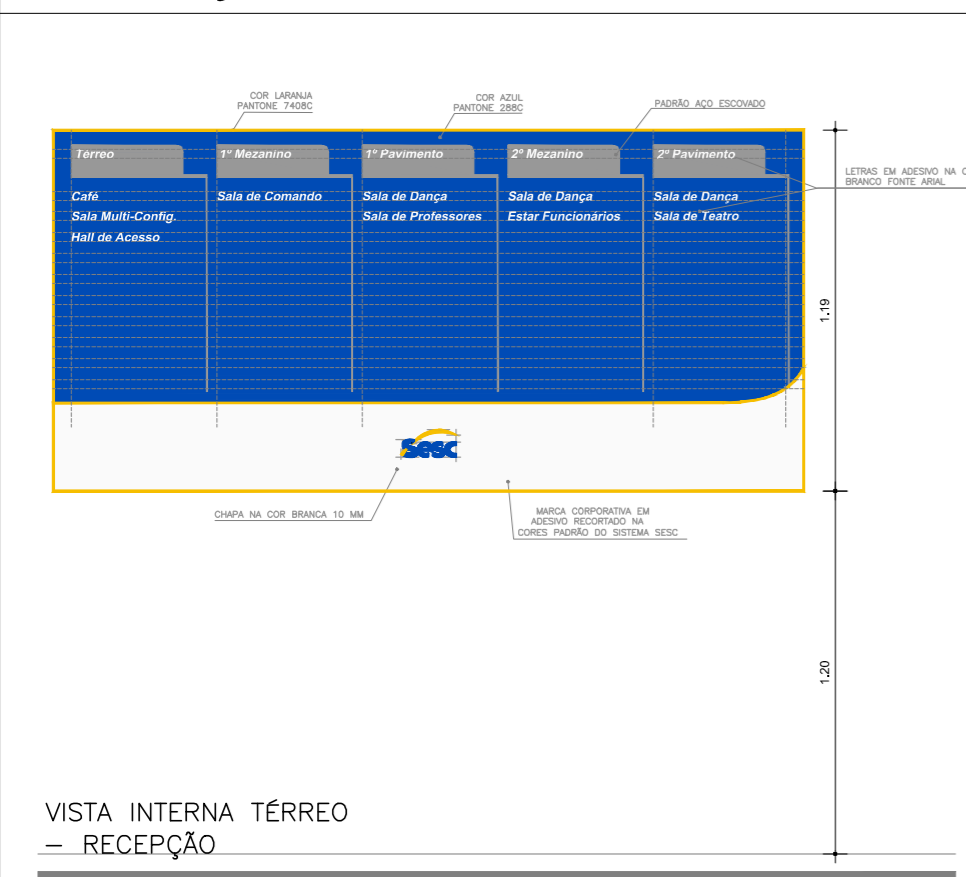 COR LARANJA
PANTONE 7408C
COR AZUL
PANTONE 288C
PADRÃO AÇO ESCOVADO
LETRAS EM ADESIVO NA
BRANCO FONTE ARIAL
Térreo
1º Mezanino
1º Pavimento
2º Mezanino
2º Pavimento
Café
Sala de Comando
Sala de Dança
Sala de Dança
Sala de Dança
Sala Multi-Config.
Sala de Professores
Estar Funcionários
Sala de Teatro
Hall de Acesso
1.19
Sesc
CHAPA NA COR BRANCA 10 MM
MARCA CORPORATIVA EM
ADESIVO RECORTADO NA
CORES PADRÃO DO SISTEMA SESC
1.20
VISTA INTERNA TÉRREO
– RECEPÇÃO